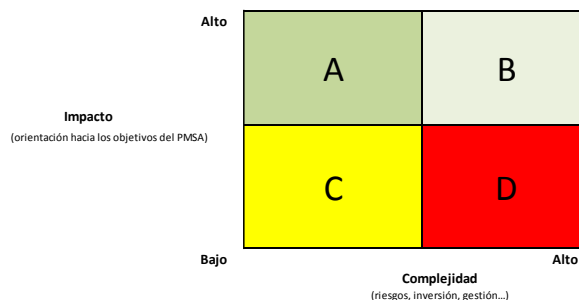 Alto
A
B
Impacto
(orientación hacia los objetivos del PMSA)
C
D
Bajo
Alto
Complejidad
(riesgos, inversión, gestión...)